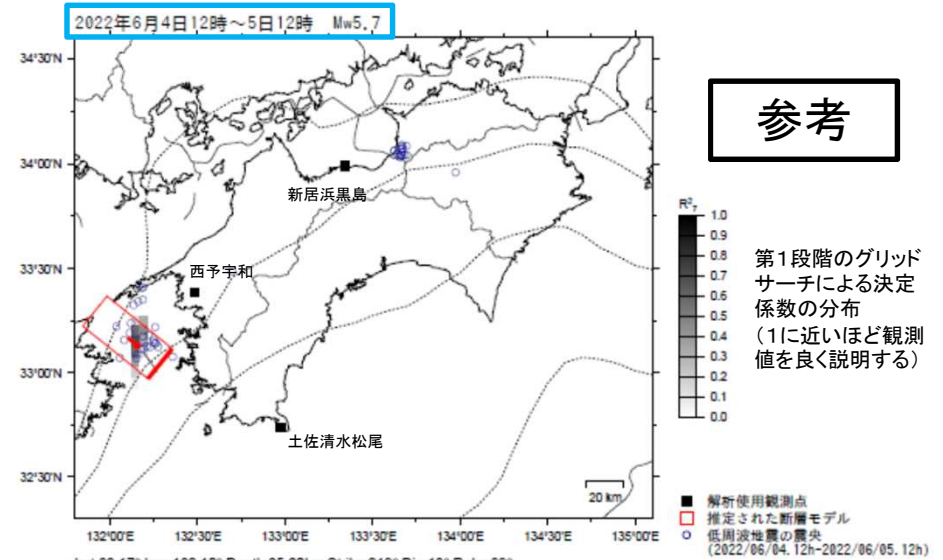 2022年6月4日12時～5日12時 Mw5.7
参考
34°30'N
34°00'N
33°30'N
33°00'N
32°30'N
新居浜黒島
西予宇和
土佐清水松尾
20 km
132°00'E 132°30'E 133°00'E 133°30'E 134°00'E 134°30'E 135°00'E
R²₇
1.0
0.9
0.8
0.7
0.6
0.5
0.4
0.3
0.2
0.1
0.0
第1段階のグリッド
サーチによる決定
係数の分布
(1に近いほど観測
値を良く説明する)
解析使用観測点
推定された断層モデル
低周波地震の震央
(2022/06/04.12h-2022/06/05.12h)